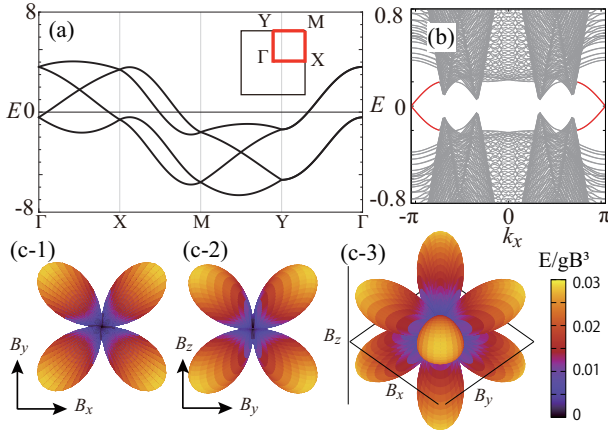 8
(a)
Y
M
Γ
X
E
0
-8
Γ
X
M
Y
Γ
0.8
(b)
E
0
-0.8
-π
0
π
kₓ
(c-1)
B_y
B_x
(c-2)
B_z
B_y
(c-3)
B_z
B_x
B_y
E/gB³
0.03
0.02
0.01
0